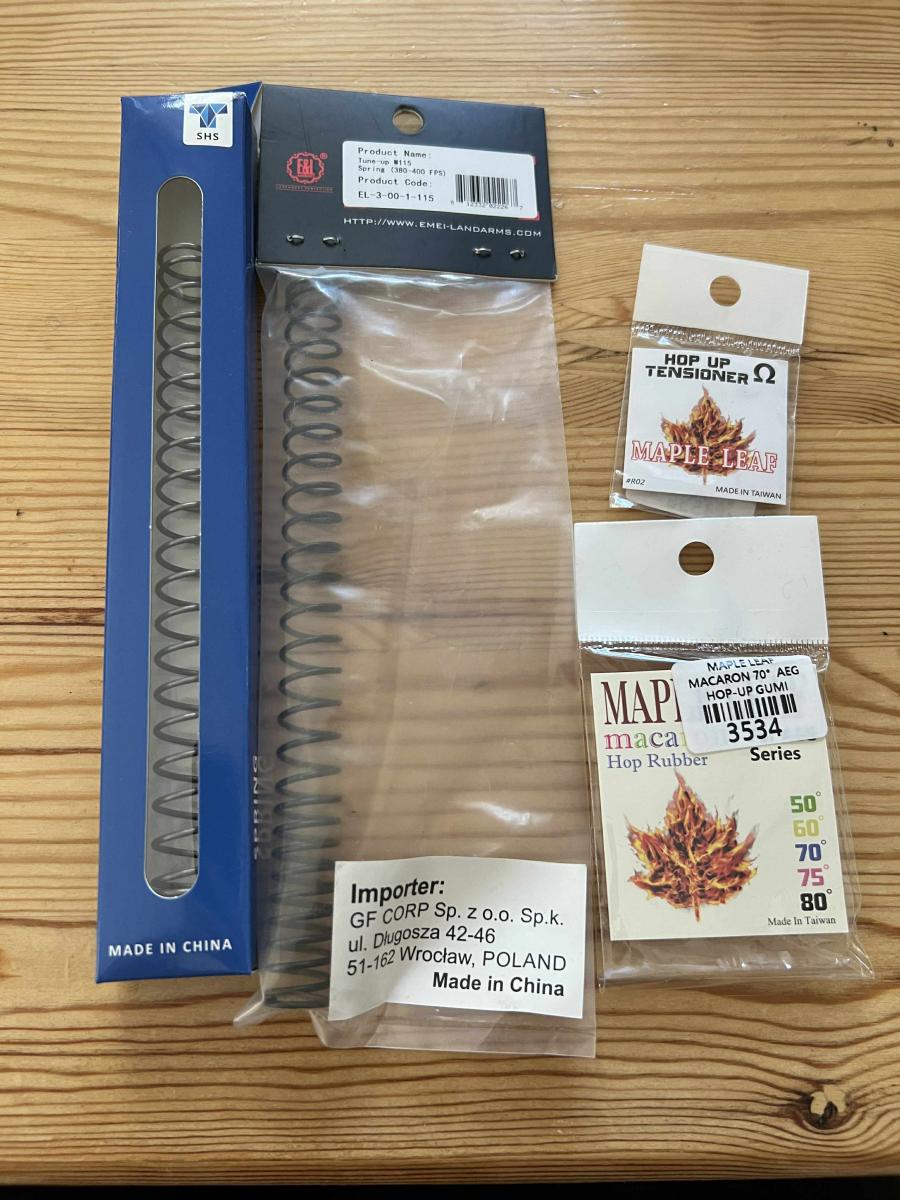 SHS
MADE IN CHINA
E&L
Product Name:
Tune-up M115
Spring (380-400 FPS)
Product Code:
EL-3-00-1-115
HTTP://WWW.EMEI-LANDARMS.COM
SPRING
Importer:
GF CORP Sp. z o.o. Sp.k.
ul. Długosza 42-46
51-162 Wrocław, POLAND
Made in China
HOP UP
TENSIONER Ω
MAPLE LEAF
#R02
MADE IN TAIWAN
MAPLE LEAF
MACARON 70° AEG
HOP-UP GUMI
3534
MAPL
maca
Hop Rubber
Series
50°
60°
70°
75°
80°
Made In Taiwan